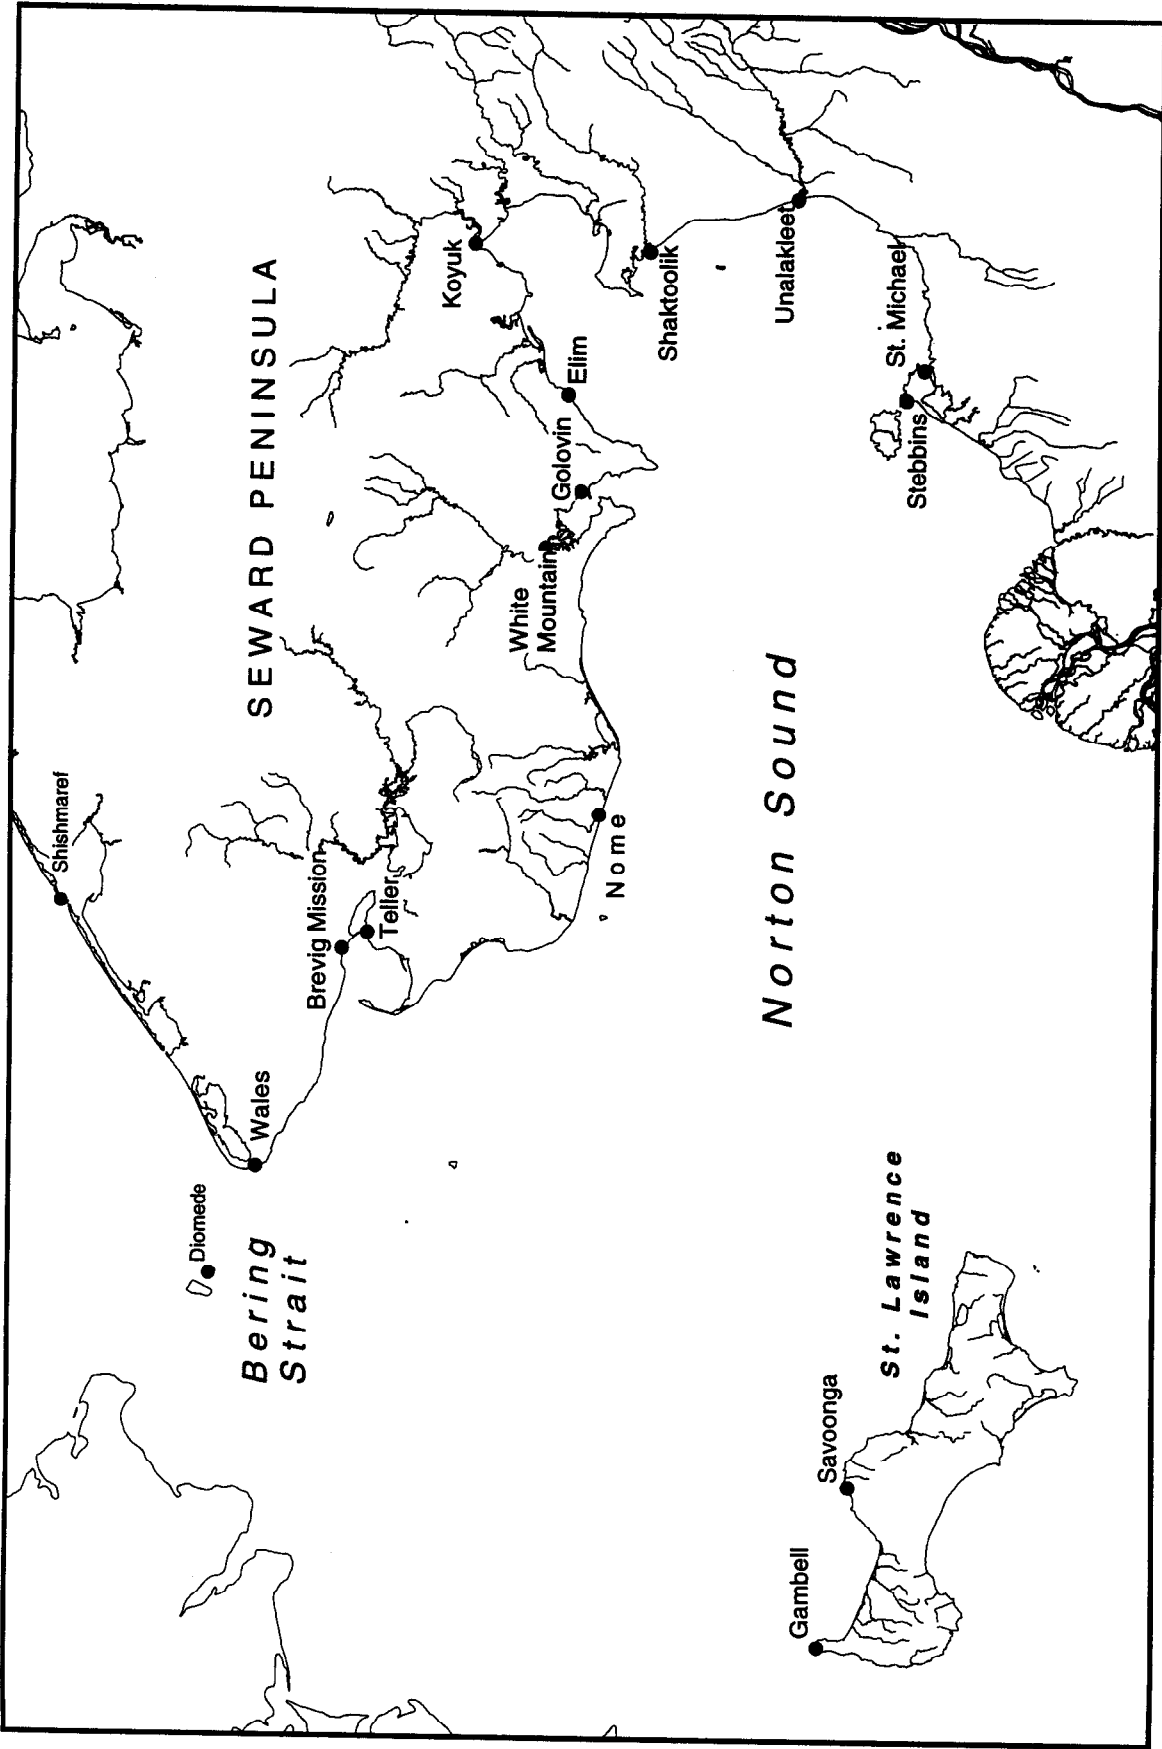 Shishmaref
SEWARD PENINSULA
Diomede
Wales
Bering
Strait
Brevig Mission
Teller
Koyuk
White
Mountain
Golovin
Elim
Nome
Shaktoolik
Norton Sound
Unalakleet
Gambell
Savoonga
St. Lawrence
Island
St. Michael
Stebbins